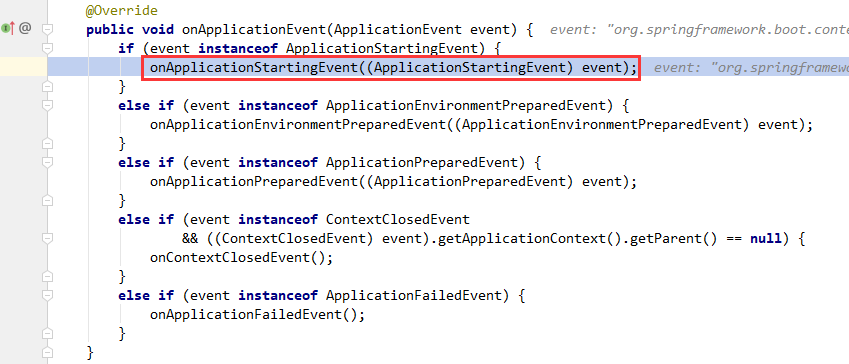 @Override
public void onApplicationEvent(ApplicationEvent event) { event: "org.springframework.boot.conte
if (event instanceof ApplicationStartingEvent) {
onApplicationStartingEvent((ApplicationStartingEvent) event); event: "org.springframew
}
else if (event instanceof ApplicationEnvironmentPreparedEvent) {
onApplicationEnvironmentPreparedEvent((ApplicationEnvironmentPreparedEvent) event);
}
else if (event instanceof ApplicationPreparedEvent) {
onApplicationPreparedEvent((ApplicationPreparedEvent) event);
}
else if (event instanceof ContextClosedEvent
&& ((ContextClosedEvent) event).getApplicationContext().getParent() == null) {
onContextClosedEvent();
}
else if (event instanceof ApplicationFailedEvent) {
onApplicationFailedEvent();
}
}